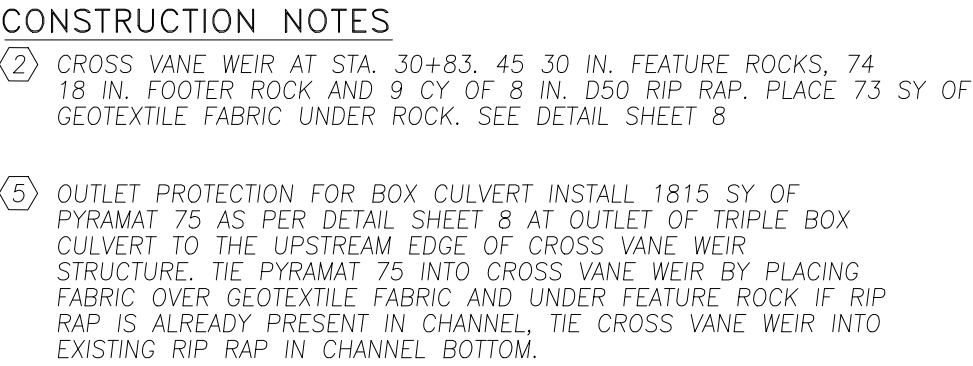 CONSTRUCTION NOTES
2 CROSS VANE WEIR AT STA. 30+83. 45 30 IN. FEATURE ROCKS, 74
18 IN. FOOTER ROCK AND 9 CY OF 8 IN. D50 RIP RAP. PLACE 73 SY OF
GEOTEXTILE FABRIC UNDER ROCK. SEE DETAIL SHEET 8
5 OUTLET PROTECTION FOR BOX CULVERT INSTALL 1815 SY OF
PYRAMAT 75 AS PER DETAIL SHEET 8 AT OUTLET OF TRIPLE BOX
CULVERT TO THE UPSTREAM EDGE OF CROSS VANE WEIR
STRUCTURE. TIE PYRAMAT 75 INTO CROSS VANE WEIR BY PLACING
FABRIC OVER GEOTEXTILE FABRIC AND UNDER FEATURE ROCK IF RIP
RAP IS ALREADY PRESENT IN CHANNEL, TIE CROSS VANE WEIR INTO
EXISTING RIP RAP IN CHANNEL BOTTOM.